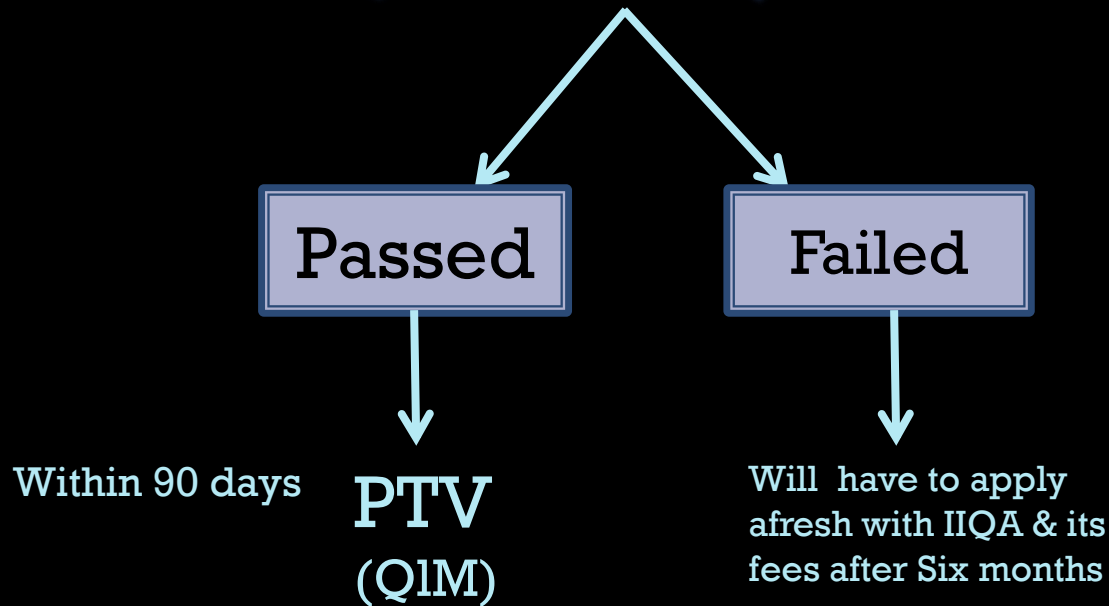 Passed
Failed
Within 90 days
PTV
(QlM)
Will have to apply
afresh with IIQA & its
fees after Six months